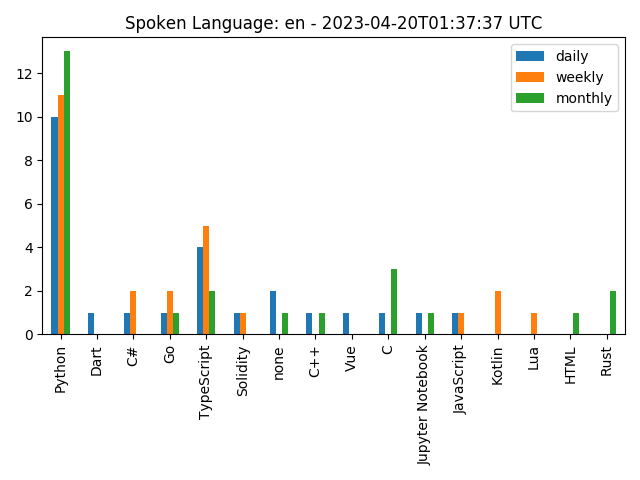 Spoken Language: en - 2023-04-20T01:37:37 UTC
daily
weekly
monthly
12
10
8
6
4
2
0
Python
Dart
C#
Go
TypeScript
Solidity
none
C++
Vue
C
Jupyter Notebook
JavaScript
Kotlin
Lua
HTML
Rust